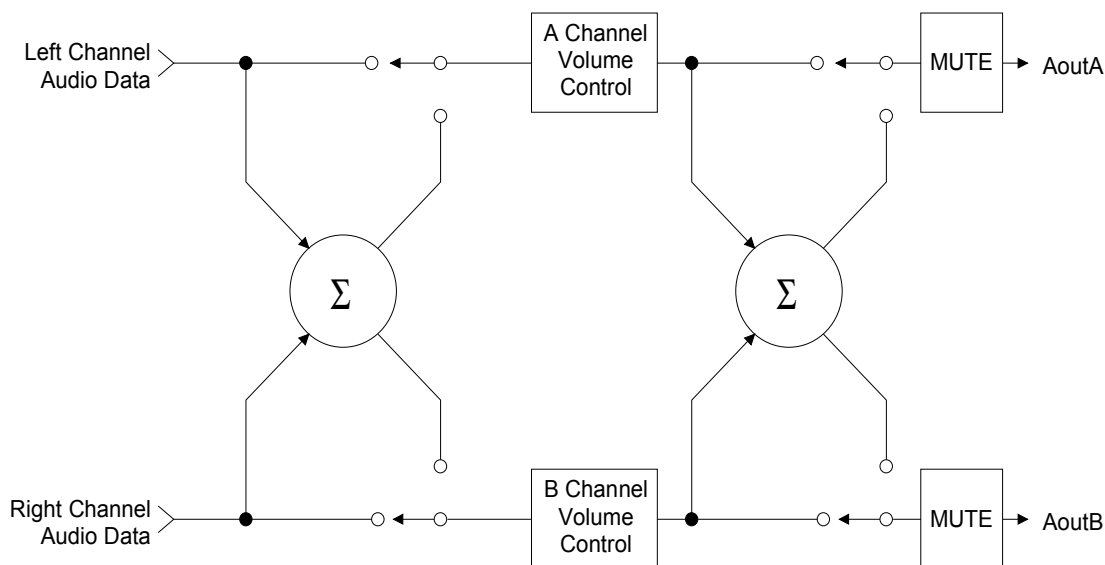 Left Channel
Audio Data
A Channel
Volume
Control
MUTE
AoutA
Σ
Σ
Right Channel
Audio Data
B Channel
Volume
Control
MUTE
AoutB